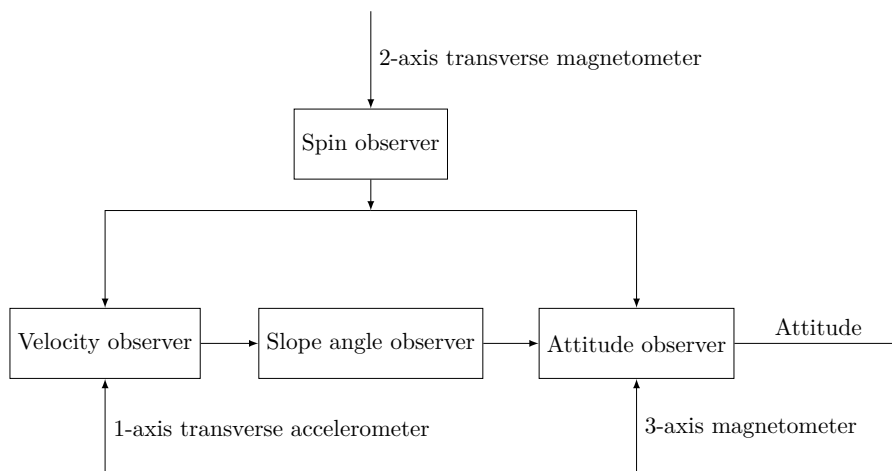 2-axis transverse magnetometer
Spin observer
Velocity observer
Slope angle observer
Attitude observer
Attitude
1-axis transverse accelerometer
3-axis magnetometer